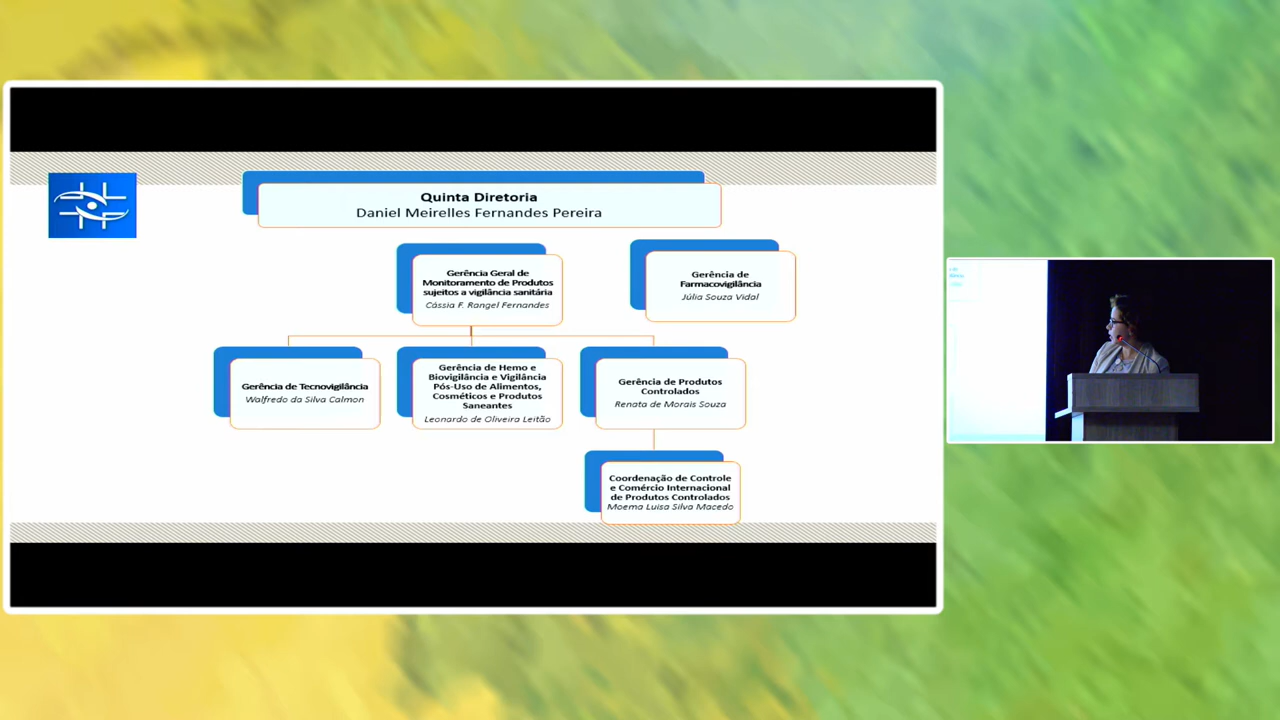 Quinta Diretoria
Daniel Meirelles Fernandes Pereira
Gerência Geral de
Monitoramento de Produtos
sujeitos a vigilância sanitária
Cássia F. Rangel Fernandes
Gerência de
Farmacovigilância
Júlia Souza Vidal
Gerência de Tecnovigilância
Walfredo da Silva Calmon
Gerência de Hemo e
Biovigilância e Vigilância
Pós-Uso de Alimentos,
Cosméticos e Produtos
Saneantes
Leonardo de Oliveira Leitão
Gerência de Produtos
Controlados
Renata de Morais Souza
Coordenação de Controle
e Comércio Internacional
de Produtos Controlados
Moema Luisa Silva Macedo